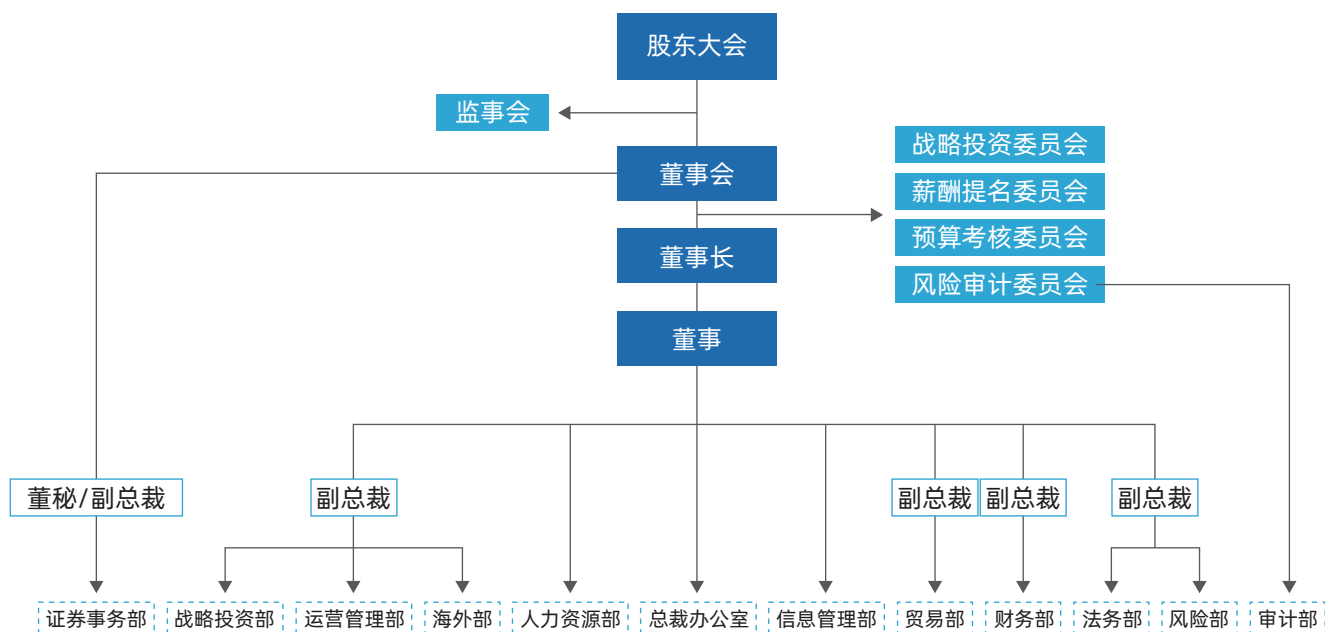 股东大会
监事会
战略投资委员会
董事会
薪酬提名委员会
预算考核委员会
董事长
风险审计委员会
董事
董秘/副总裁
副总裁
副总裁
副总裁
副总裁
证券事务部
战略投资部
运营管理部
海外部
人力资源部
总裁办公室
信息管理部
贸易部
财务部
法务部
风险部
审计部